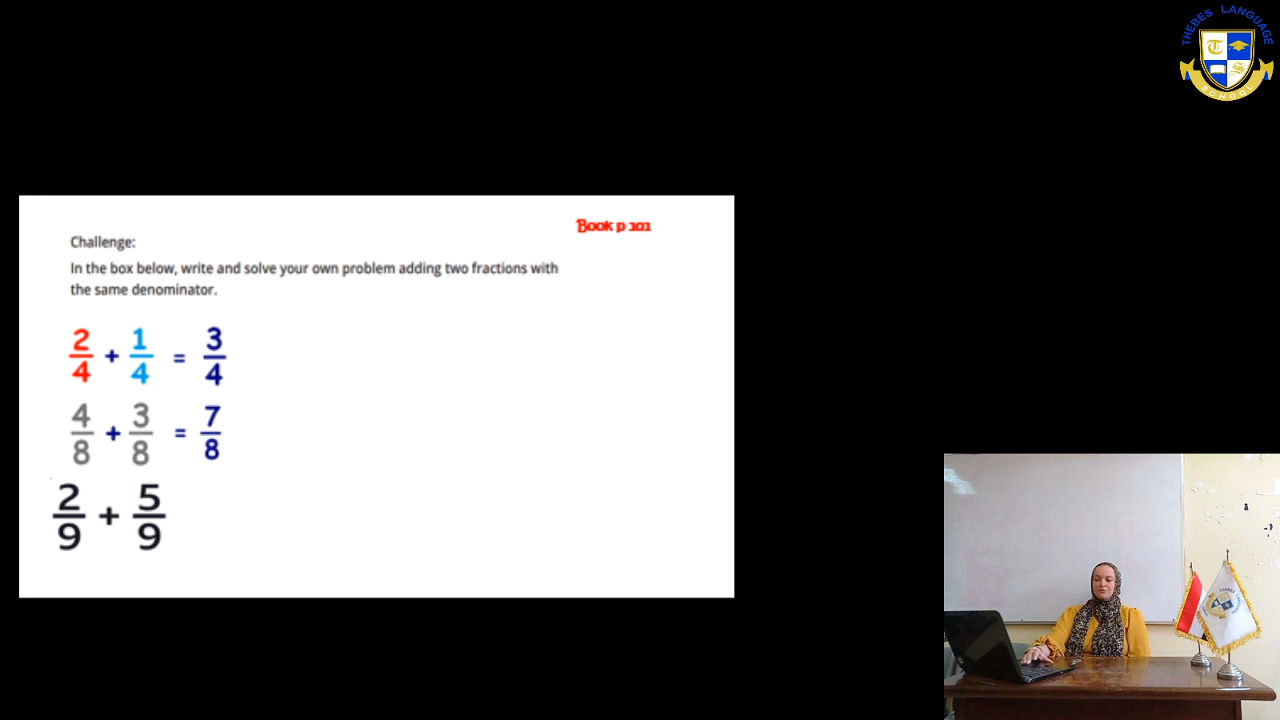 THEBES LANGUAGE
SCHOOL
Book p 101
Challenge:
In the box below, write and solve your own problem adding two fractions with
the same denominator.
2/4 + 1/4 = 3/4
4/8 + 3/8 = 7/8
2/9 + 5/9